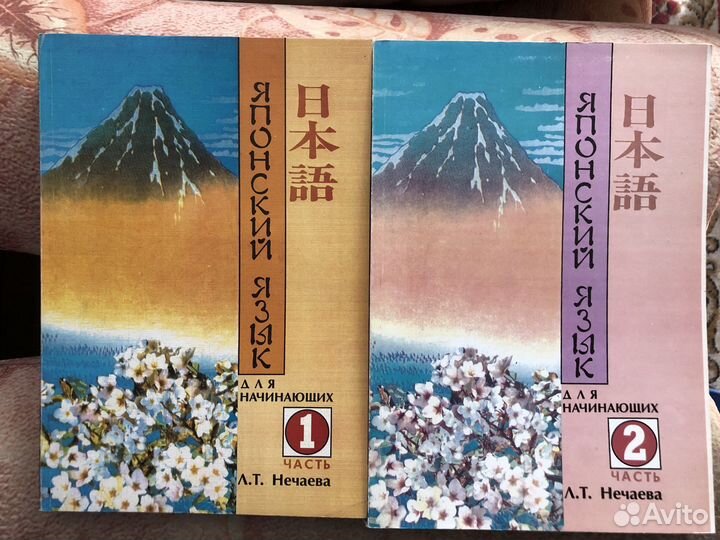 ЯПОНСКИЙ ЯЗЫК
日本語
ДЛЯ
НАЧИНАЮЩИХ
1
ЧАСТЬ
Л.Т. Нечаева
ЯПОНСКИЙ ЯЗЫК
日本語
ДЛЯ
НАЧИНАЮЩИХ
2
ЧАСТЬ
Л.Т. Нечаева
Avito